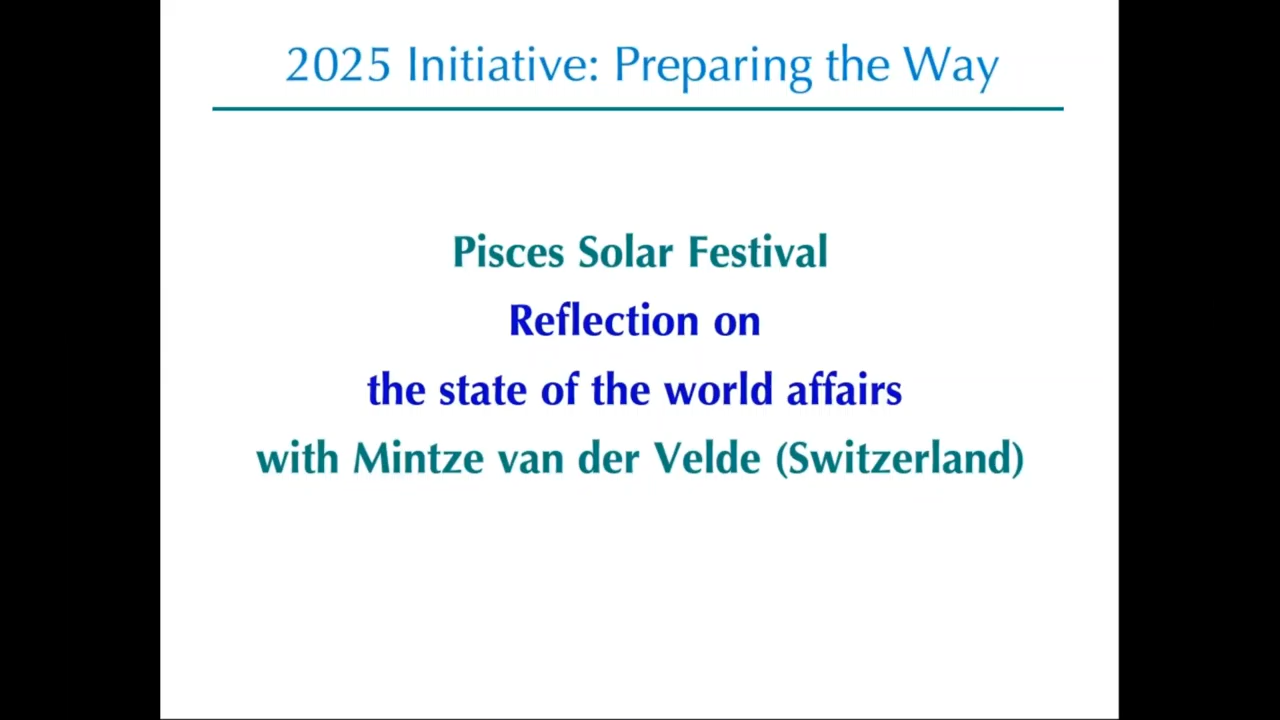 2025 Initiative: Preparing the Way
Pisces Solar Festival
Reflection on
the state of the world affairs
with Mintze van der Velde (Switzerland)